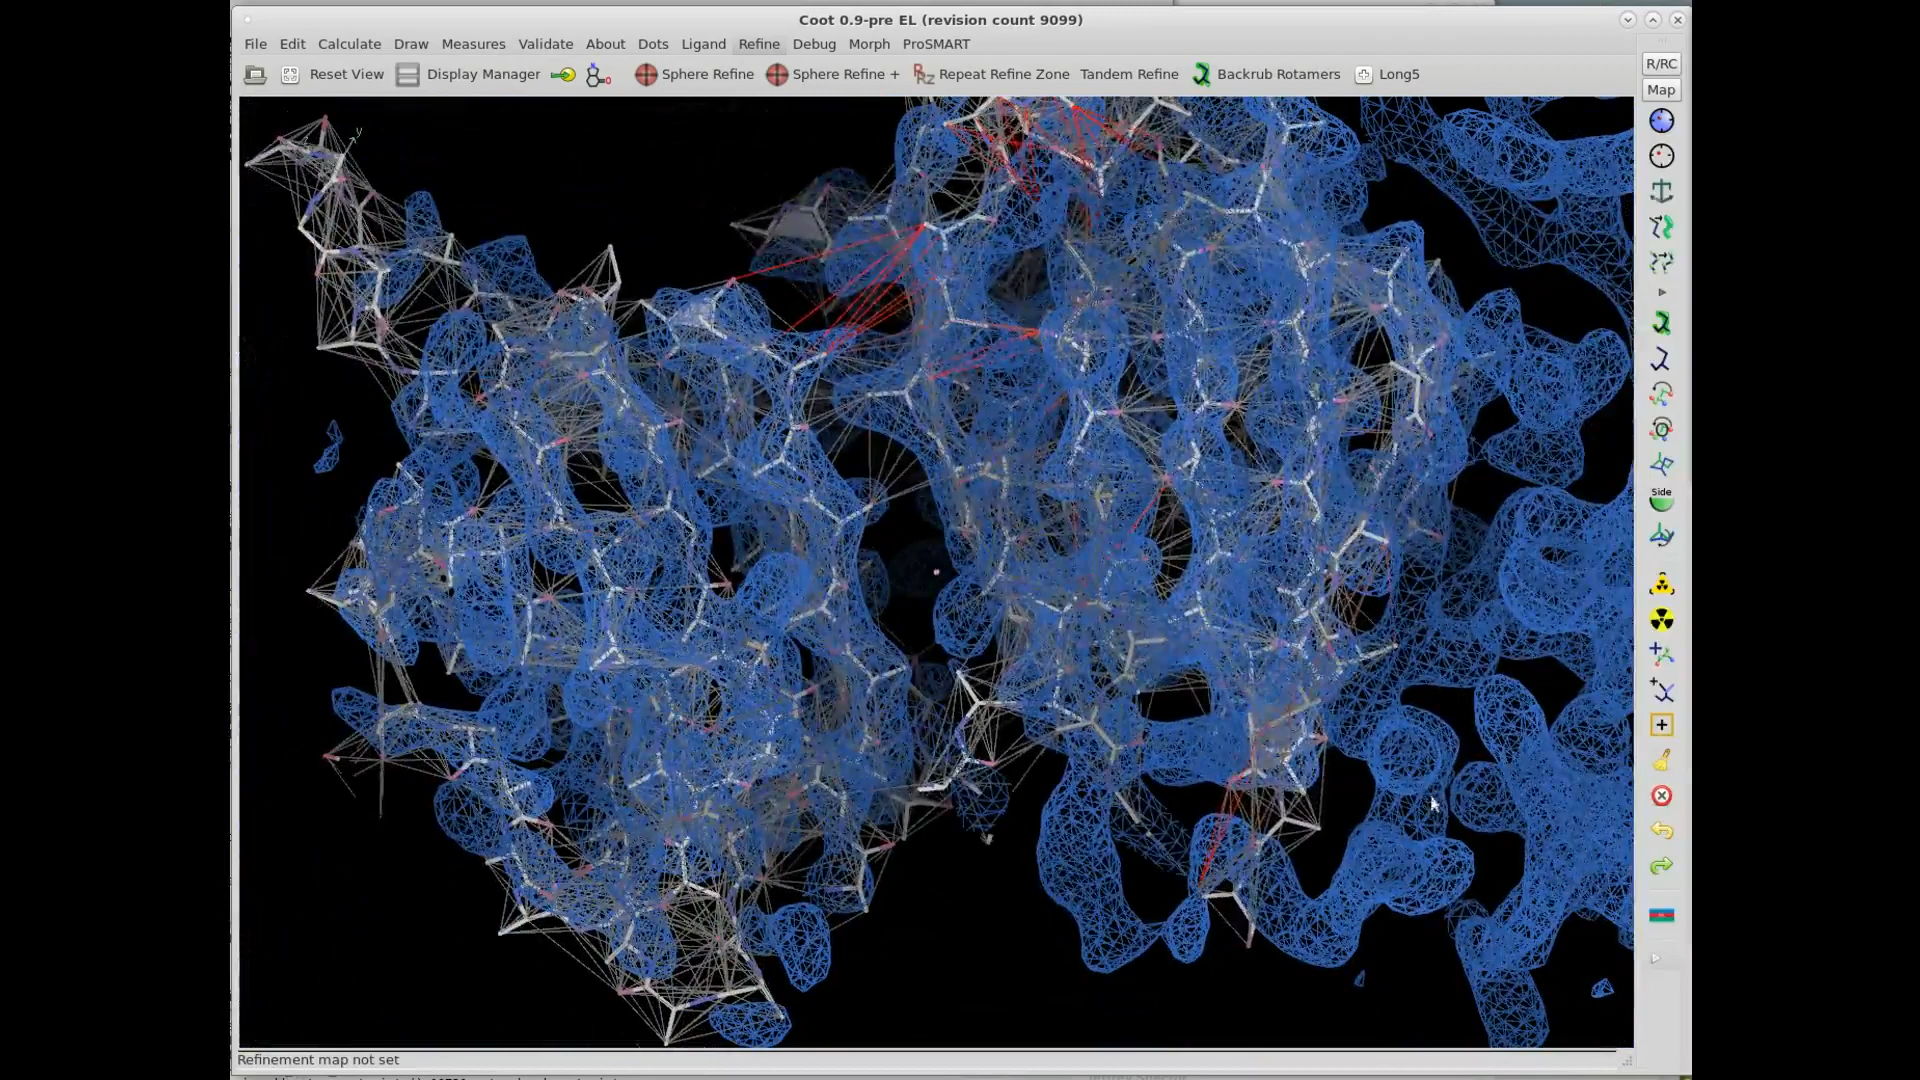 Coot 0.9-pre EL (revision count 9099)
File Edit Calculate Draw Measures Validate About Dots Ligand Refine Debug Morph ProSMART
Reset View Display Manager Sphere Refine Sphere Refine + Repeat Refine Zone Tandem Refine Backrub Rotamers Long5
R/RC
Map
y
Side
Refinement map not set